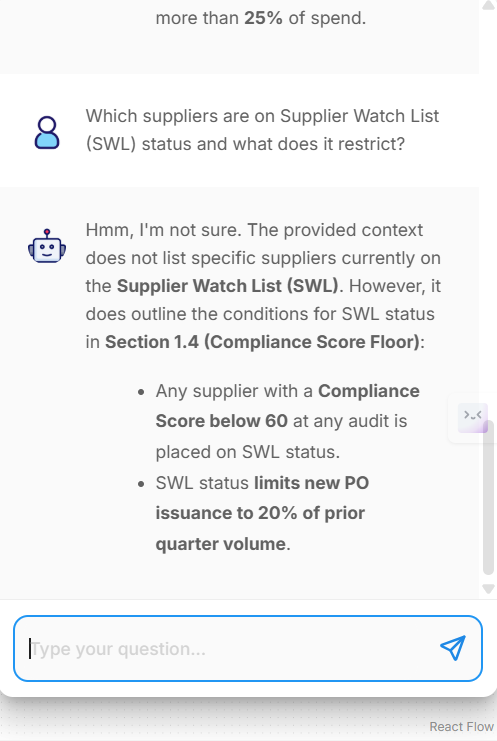 more than 25% of spend.
Which suppliers are on Supplier Watch List
(SWL) status and what does it restrict?
Hmm, I'm not sure. The provided context
does not list specific suppliers currently on
the Supplier Watch List (SWL). However, it
does outline the conditions for SWL status
in Section 1.4 (Compliance Score Floor):
• Any supplier with a Compliance
Score below 60 at any audit is
placed on SWL status.
• SWL status limits new PO
issuance to 20% of prior
quarter volume.
Type your question...
React Flow